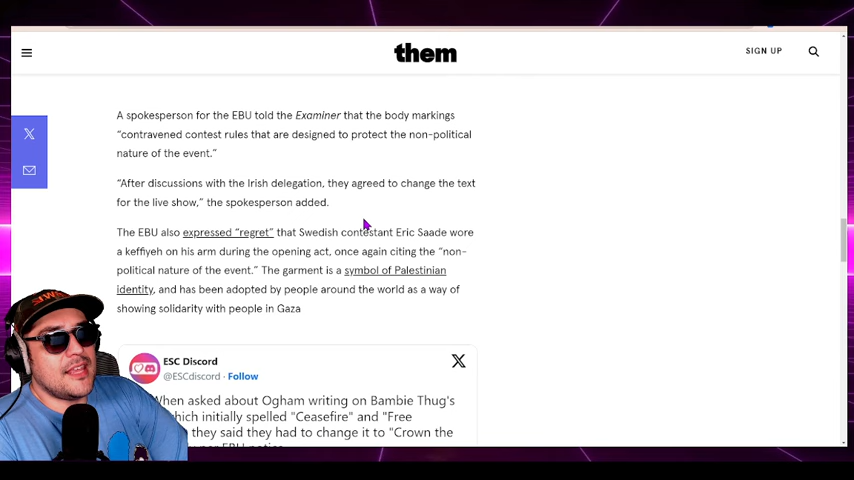 them
SIGN UP
A spokesperson for the EBU told the Examiner that the body markings
“contravened contest rules that are designed to protect the non-political
nature of the event.”
“After discussions with the Irish delegation, they agreed to change the text
for the live show,” the spokesperson added.
The EBU also expressed “regret” that Swedish contestant Eric Saade wore
a keffiyeh on his arm during the opening act, once again citing the “non-
political nature of the event.” The garment is a symbol of Palestinian
identity, and has been adopted by people around the world as a way of
showing solidarity with people in Gaza
ESC Discord
@ESCdiscord · Follow
When asked about Ogham writing on Bambie Thug's
which initially spelled "Ceasefire" and "Free
they said they had to change it to "Crown the